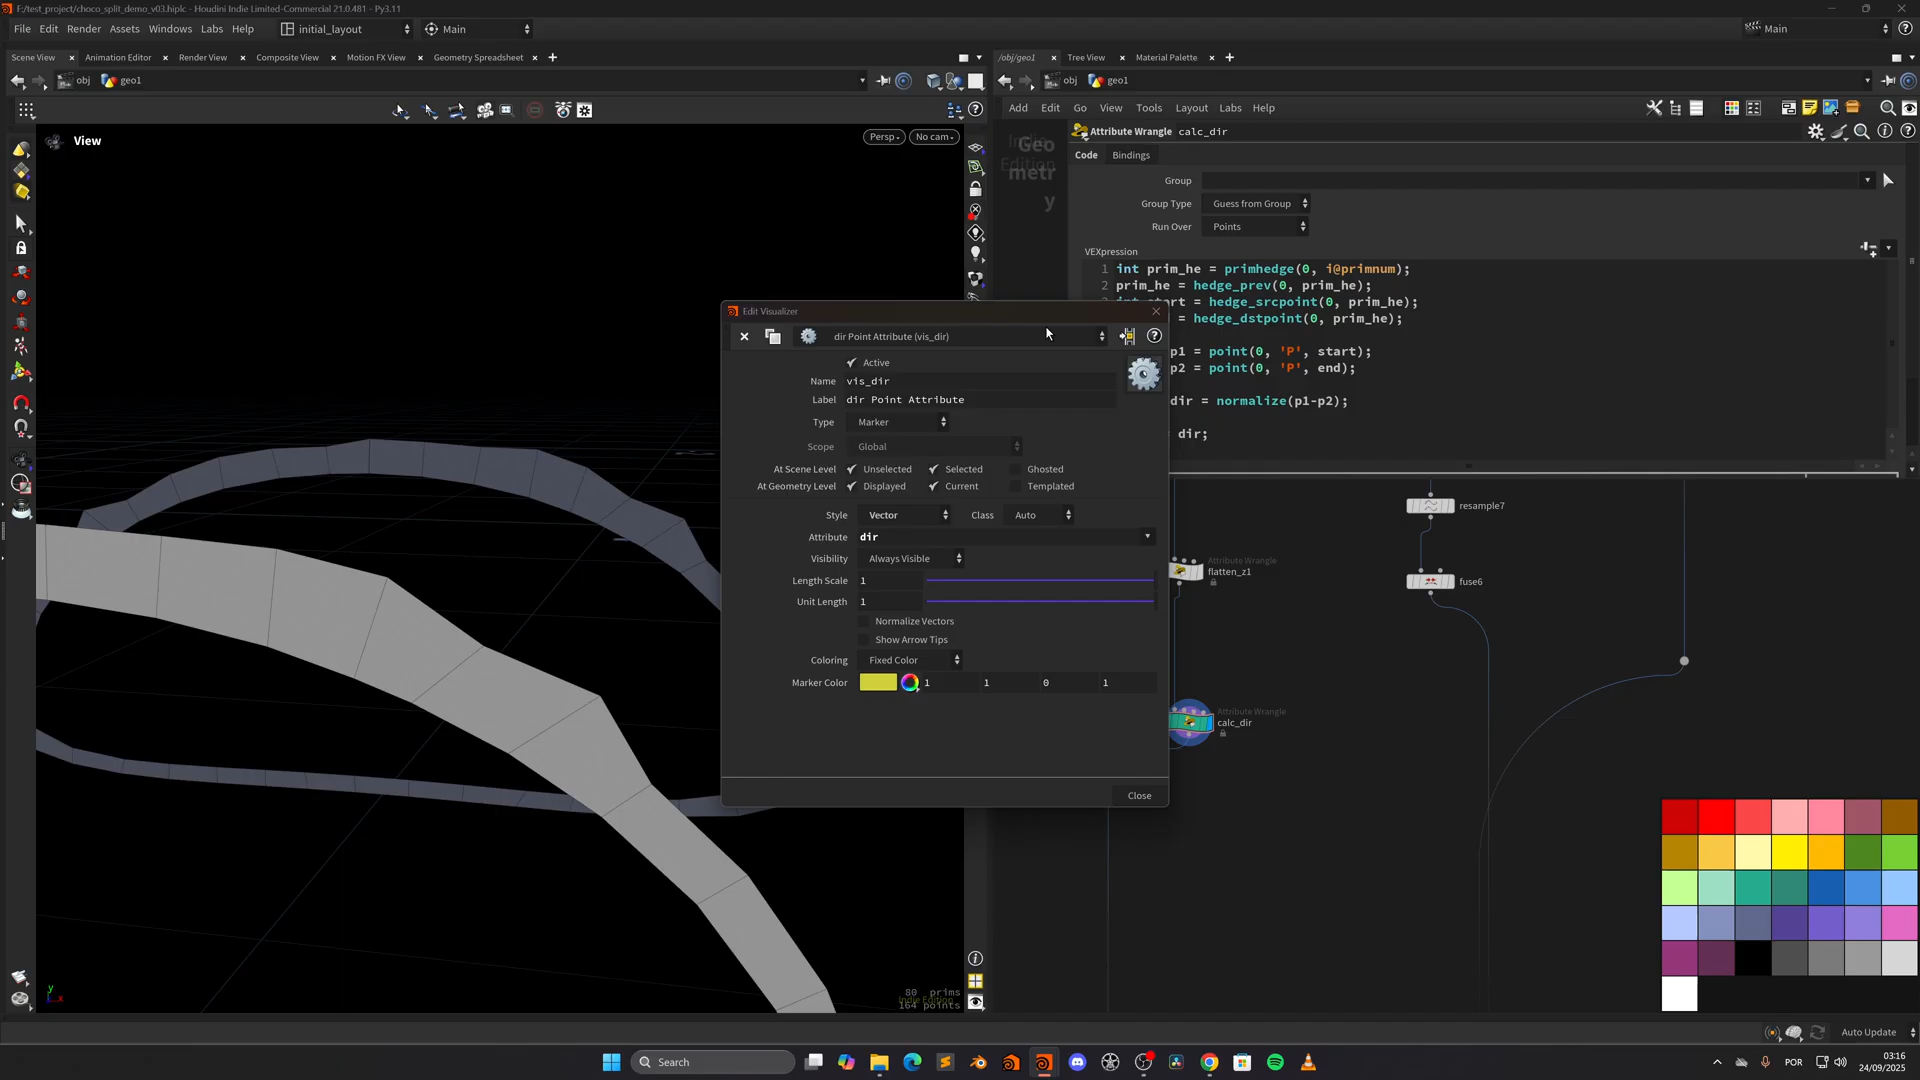 F:/test_project/choco_split_demo_v03.hiplc - Houdini Indie Limited-Commercial 21.0.481 - Py3.11
File Edit Render Assets Windows Labs Help initial_layout Main Main
Scene View Animation Editor Render View Composite View Motion FX View Geometry Spreadsheet
/obj/geo1 Tree View Material Palette
obj geo1
obj geo1
Add Edit Go View Tools Layout Labs Help
View
Persp No cam
Indie Edition
Geometry
Attribute Wrangle calc_dir
Code Bindings
Group
Group Type Guess from Group
Run Over Points
VEXpression
1 int prim_he = primhedge(0, i@primnum);
2 prim_he = hedge_prev(0, prim_he);
start = hedge_srcpoint(0, prim_he);
= hedge_dstpoint(0, prim_he);
p1 = point(0, 'P', start);
p2 = point(0, 'P', end);
dir = normalize(p1-p2);
dir;
Edit Visualizer
dir Point Attribute (vis_dir)
Active
Name vis_dir
Label dir Point Attribute
Type Marker
Scope Global
At Scene Level Unselected Selected Ghosted
At Geometry Level Displayed Current Templated
Style Vector Class Auto
Attribute dir
Visibility Always Visible
Length Scale 1
Unit Length 1
Normalize Vectors
Show Arrow Tips
Coloring Fixed Color
Marker Color 1 1 0 1
Close
resample7
Attribute Wrangle
flatten_z1
fuse6
Attribute Wrangle
calc_dir
80 prims
Indie Edition
164 points
y x
Auto Update
Search
POR
03:16
24/09/2025